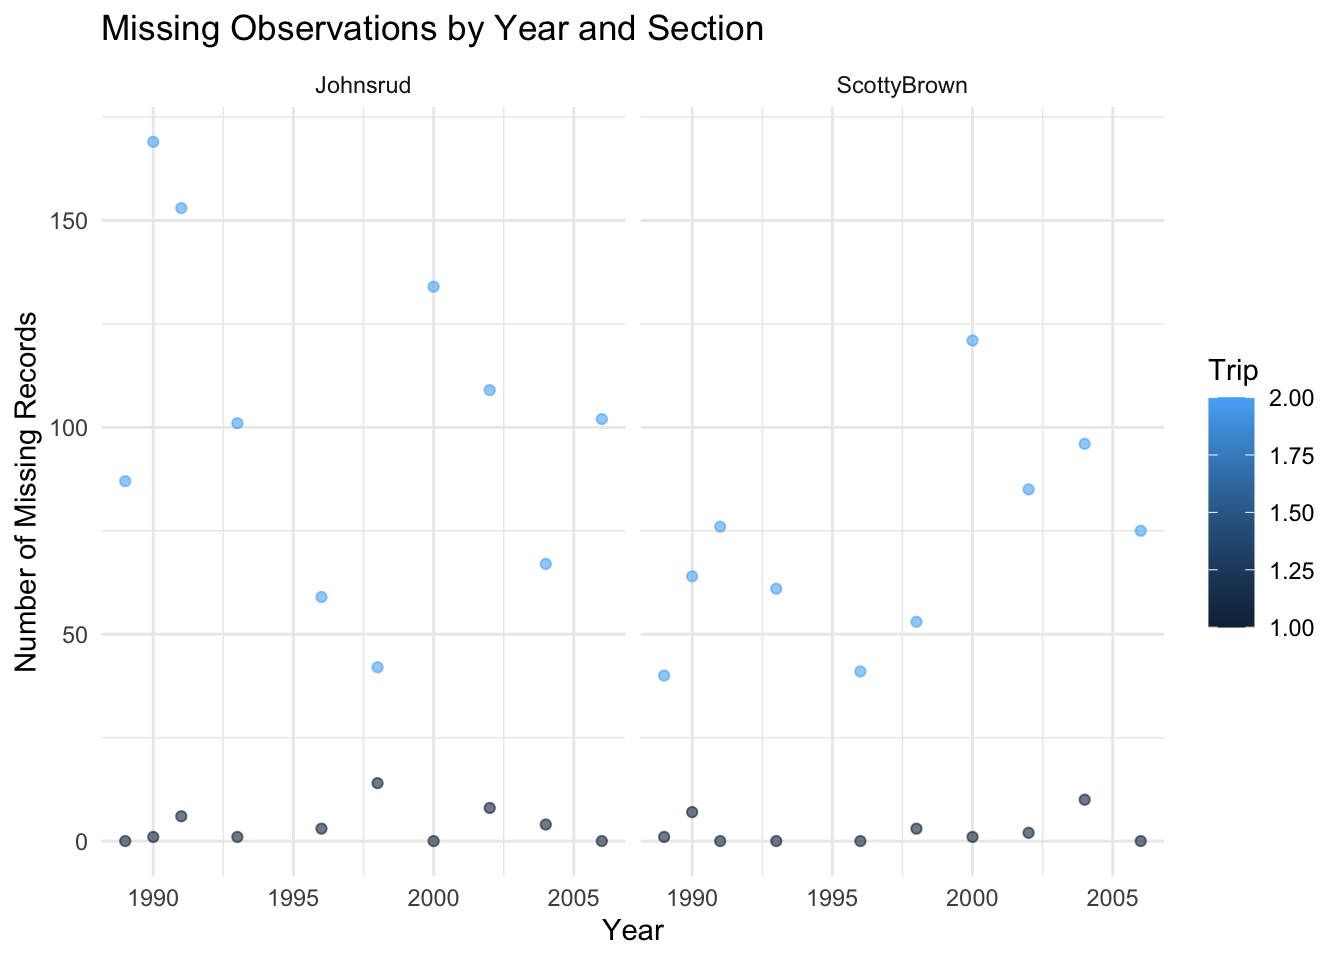 Missing Observations by Year and Section
Johnsrud
ScottyBrown
Number of Missing Records
150
100
50
0
1990 1995 2000 2005
1990 1995 2000 2005
Year
Trip
2.00
1.75
1.50
1.25
1.00